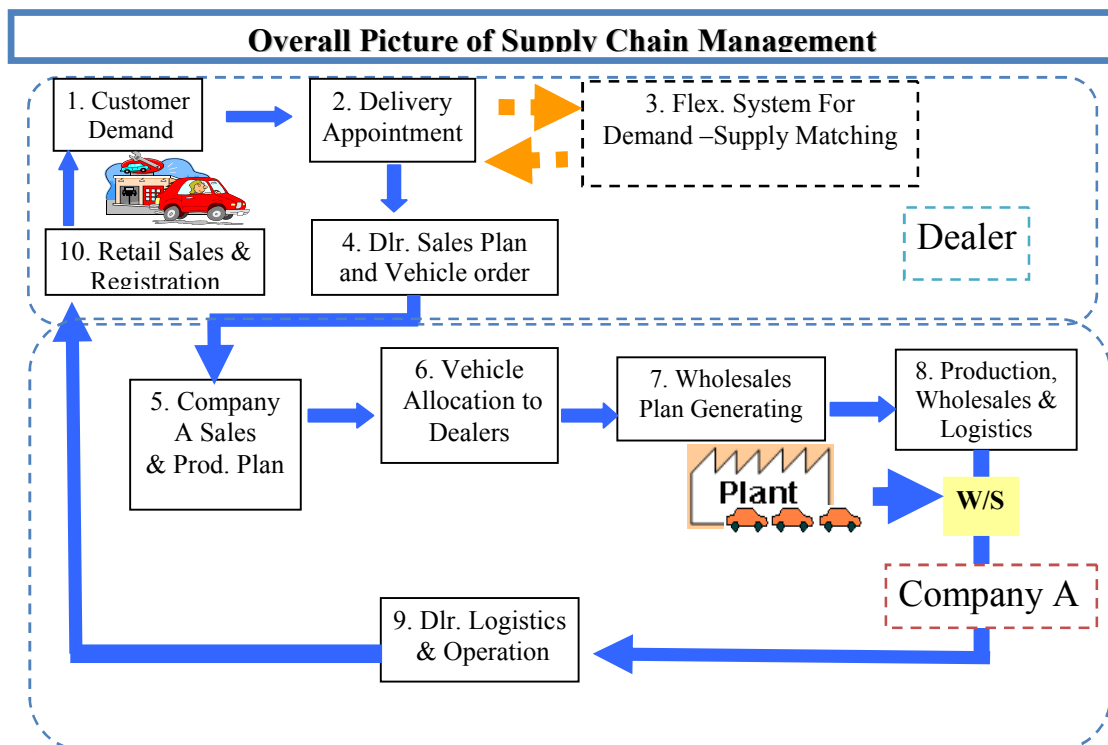 Overall Picture of Supply Chain Management
1. Customer
Demand
2. Delivery
Appointment
3. Flex. System For
Demand –Supply Matching
10. Retail Sales &
Registration
4. Dlr. Sales Plan
and Vehicle order
Dealer
5. Company
A Sales
& Prod. Plan
6. Vehicle
Allocation to
Dealers
7. Wholesales
Plan Generating
8. Production,
Wholesales &
Logistics
Plant
W/S
Company A
9. Dlr. Logistics
& Operation